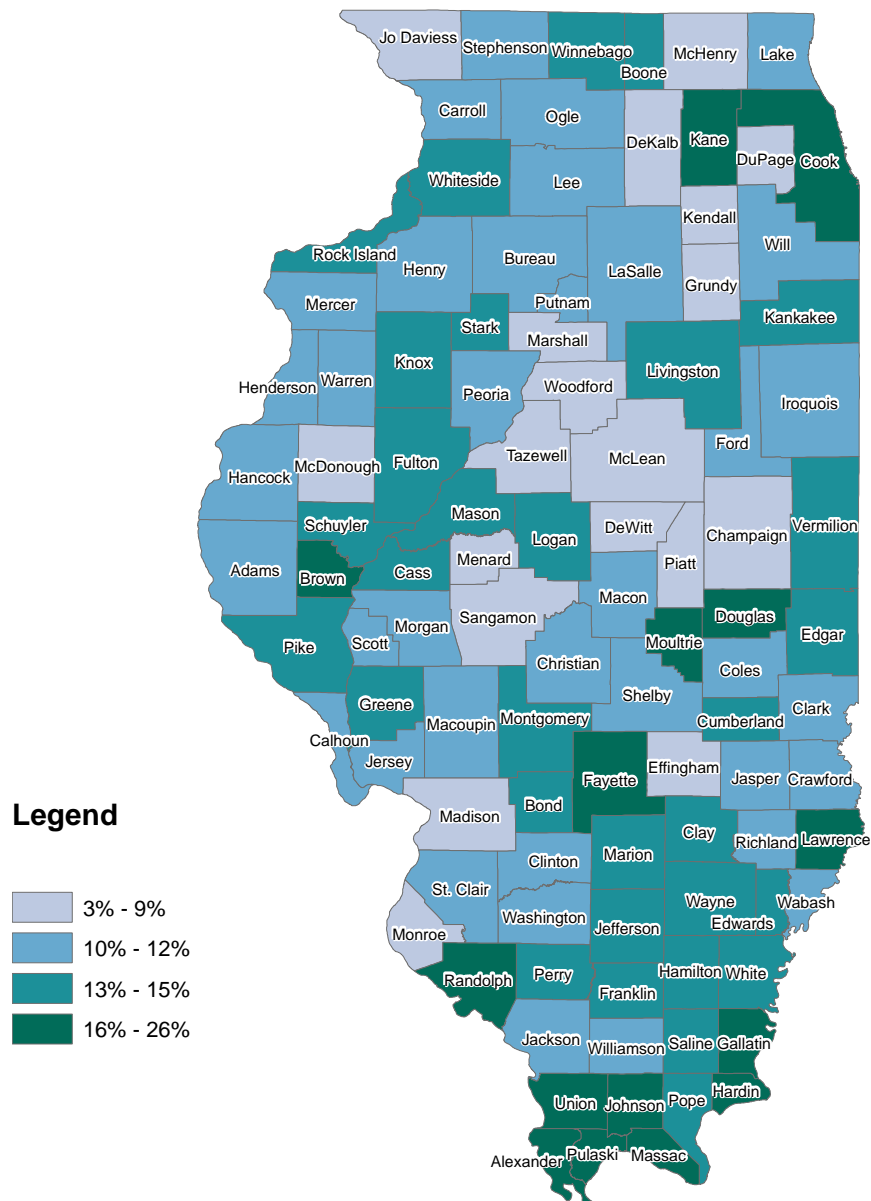 Jo Daviess
Stephenson
Winnebago
Boone
McHenry
Lake
Carroll
Ogle
DeKalb
Kane
DuPage
Cook
Whiteside
Lee
Kendall
Rock Island
Henry
Bureau
LaSalle
Will
Grundy
Mercer
Putnam
Kankakee
Stark
Marshall
Knox
Livingston
Henderson
Warren
Peoria
Woodford
Iroquois
Ford
Hancock
McDonough
Fulton
Tazewell
McLean
Schuyler
Mason
Logan
DeWitt
Champaign
Vermilion
Adams
Brown
Cass
Menard
Piatt
Macon
Sangamon
Douglas
Pike
Scott
Morgan
Moultrie
Edgar
Christian
Coles
Shelby
Greene
Macoupin
Montgomery
Cumberland
Clark
Calhoun
Jersey
Fayette
Effingham
Jasper
Crawford
Legend
Madison
Bond
Clay
Richland
Lawrence
Marion
Clinton
St. Clair
3% - 9%
Wayne
Wabash
Washington
Edwards
Monroe
Jefferson
10% - 12%
Randolph
Perry
Hamilton
White
13% - 15%
Franklin
16% - 26%
Jackson
Williamson
Saline
Gallatin
Union
Johnson
Pope
Hardin
Alexander
Pulaski
Massac